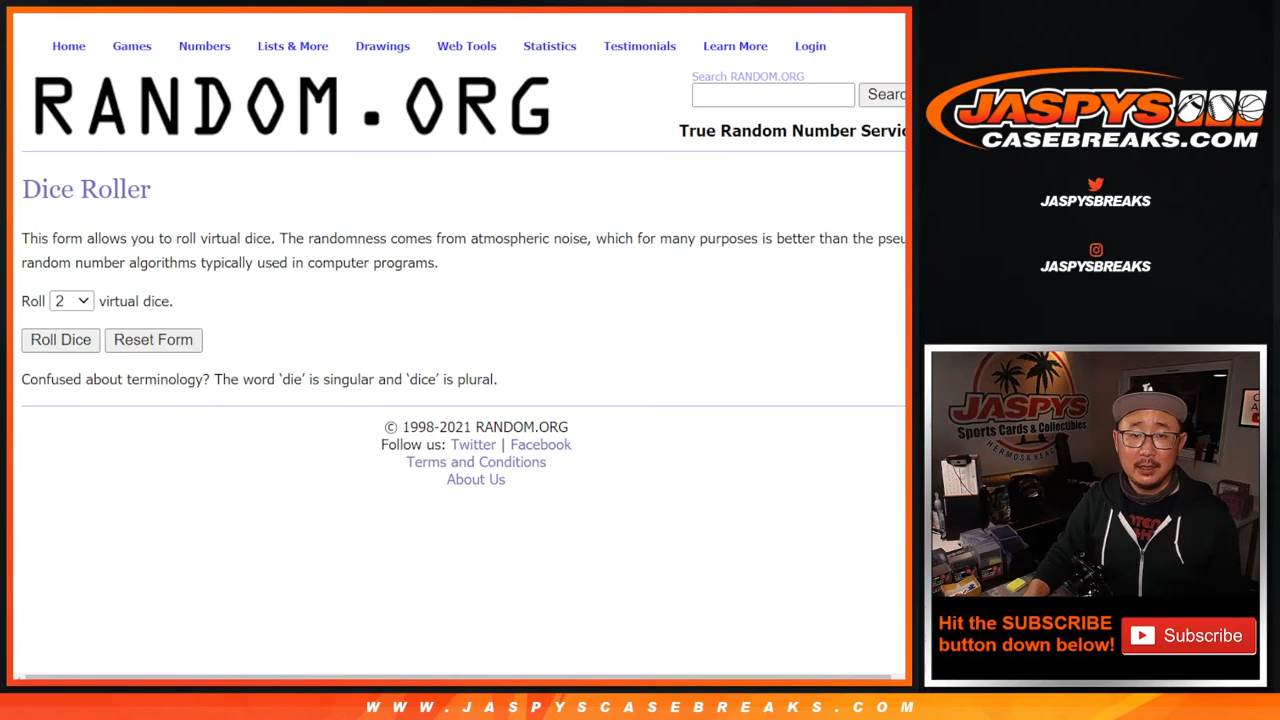 Home Games Numbers Lists & More Drawings Web Tools Statistics Testimonials Learn More Login
RANDOM.ORG
Search RANDOM.ORG
Searc
True Random Number Servic
Dice Roller
This form allows you to roll virtual dice. The randomness comes from atmospheric noise, which for many purposes is better than the pseu
random number algorithms typically used in computer programs.
Roll 2 virtual dice.
Roll Dice Reset Form
Confused about terminology? The word ‘die’ is singular and ‘dice’ is plural.
© 1998-2021 RANDOM.ORG
Follow us: Twitter | Facebook
Terms and Conditions
About Us
JASPYS
CASEBREAKS.COM
JASPYSBREAKS
JASPYSBREAKS
JASPYS
Sports Cards & Collectibles
HERMOSA BEACH
Hit the SUBSCRIBE
button down below!
Subscribe
WWW.JASPYSCASEBREAKS.COM